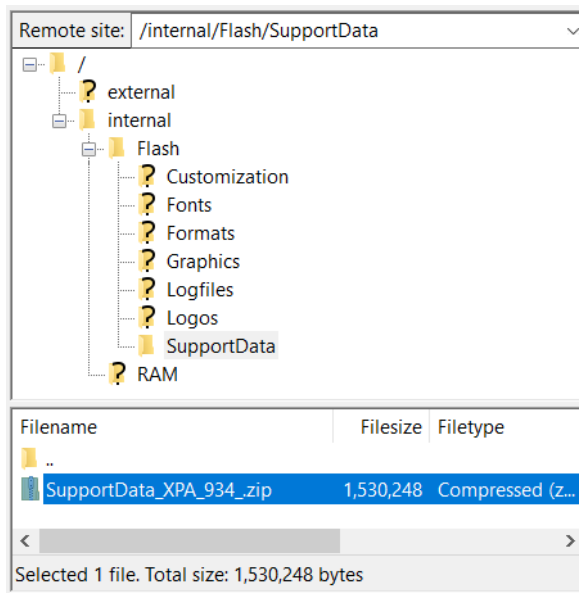 Remote site: /internal/Flash/SupportData
/
external
internal
Flash
Customization
Fonts
Formats
Graphics
Logfiles
Logos
SupportData
RAM
Filename Filesize Filetype
..
SupportData_XPA_934_.zip 1,530,248 Compressed (z...
Selected 1 file. Total size: 1,530,248 bytes